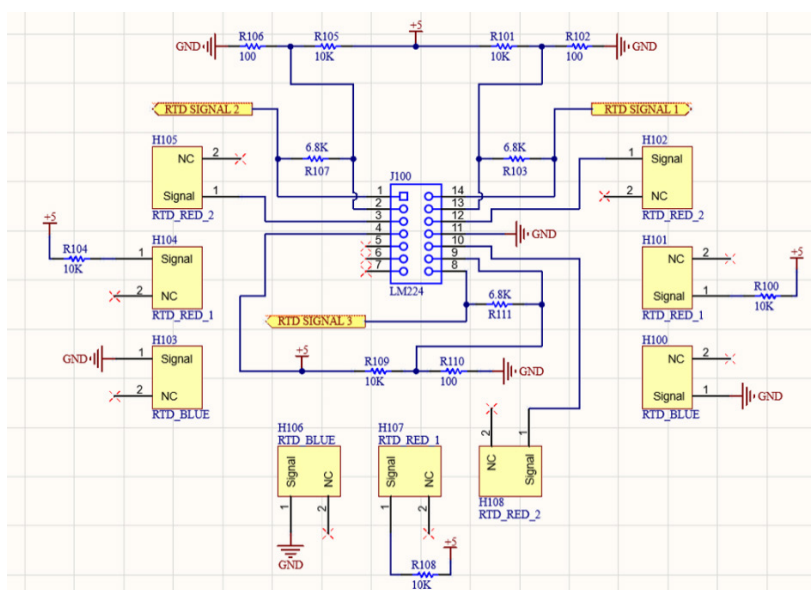 +5
R106
R105
R101
R102
GND
GND
100
10K
10K
100
RTD SIGNAL 2
RTD SIGNAL 1
H105
H102
NC
2
6.8K
6.8K
1
Signal
R107
J100
R103
Signal
1
1
14
2
NC
2
13
RTD_RED_2
3
12
RTD_RED_2
+5
H104
4
11
GND
H101
R104
1
Signal
5
10
NC
2
+5
10K
6
9
7
8
2
NC
Signal
1
R100
RTD_RED_1
LM224
6.8K
RTD_RED_1
10K
H103
RTD SIGNAL 3
R111
H100
GND
1
Signal
+5
R109
R110
NC
2
10K
100
GND
2
NC
Signal
1
GND
RTD_BLUE
RTD_BLUE
H106
RTD_BLUE
H107
RTD_RED_1
Signal
NC
Signal
NC
2
1
NC
Signal
1
2
1
2
H108
RTD_RED_2
GND
+5
R108
10K